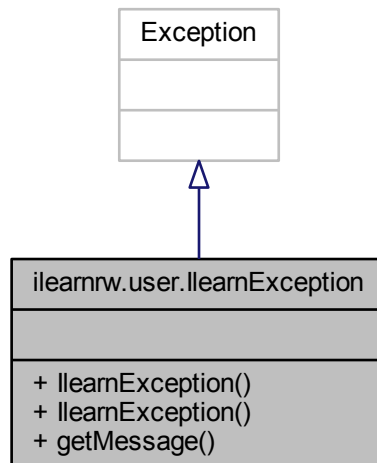 Exception
ilearnrw.user.IlearnException
+ IlearnException()
+ IlearnException()
+ getMessage()